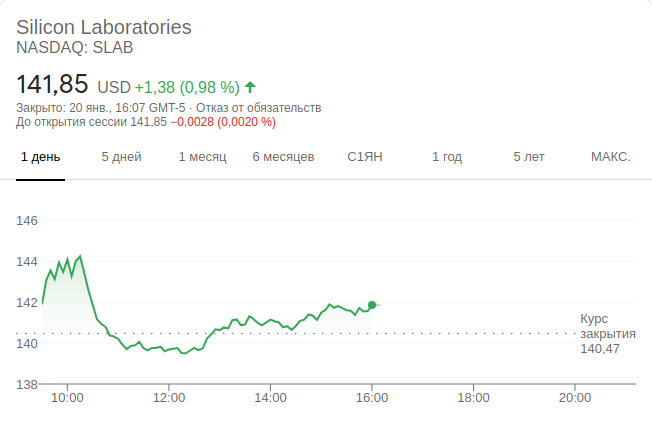 Silicon Laboratories
NASDAQ: SLAB
141,85 USD +1,38 (0,98 %)
Закрыто: 20 янв., 16:07 GMT-5 · Отказ от обязательств
До открытия сессии 141,85 −0,0028 (0,0020 %)
1 день 5 дней 1 месяц 6 месяцев С1ЯН 1 год 5 лет МАКС.
146
144
142
140
138
Курс
закрытия
140,47
10:00 12:00 14:00 16:00 18:00 20:00